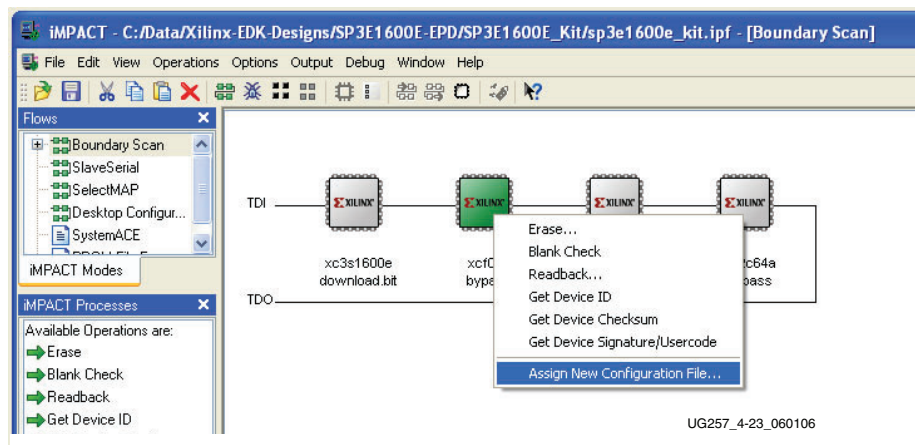 iMPACT - C:/Data/Xilinx-EDK-Designs/SP3E1600E-EPD/SP3E1600E_Kit/sp3e1600e_kit.ipf - [Boundary Scan]
File Edit View Operations Options Output Debug Window Help
Flows
Boundary Scan
SlaveSerial
SelectMAP
Desktop Configur...
SystemACE
iMPACT Modes
iMPACT Processes
Available Operations are:
Erase
Blank Check
Readback
Get Device ID
TDI
XILINX XILINX XILINX XILINX
xc3s1600e
download.bit
TDO
Erase...
Blank Check
Readback...
Get Device ID
Get Device Checksum
Get Device Signature/Usercode
Assign New Configuration File...
UG257_4-23_060106